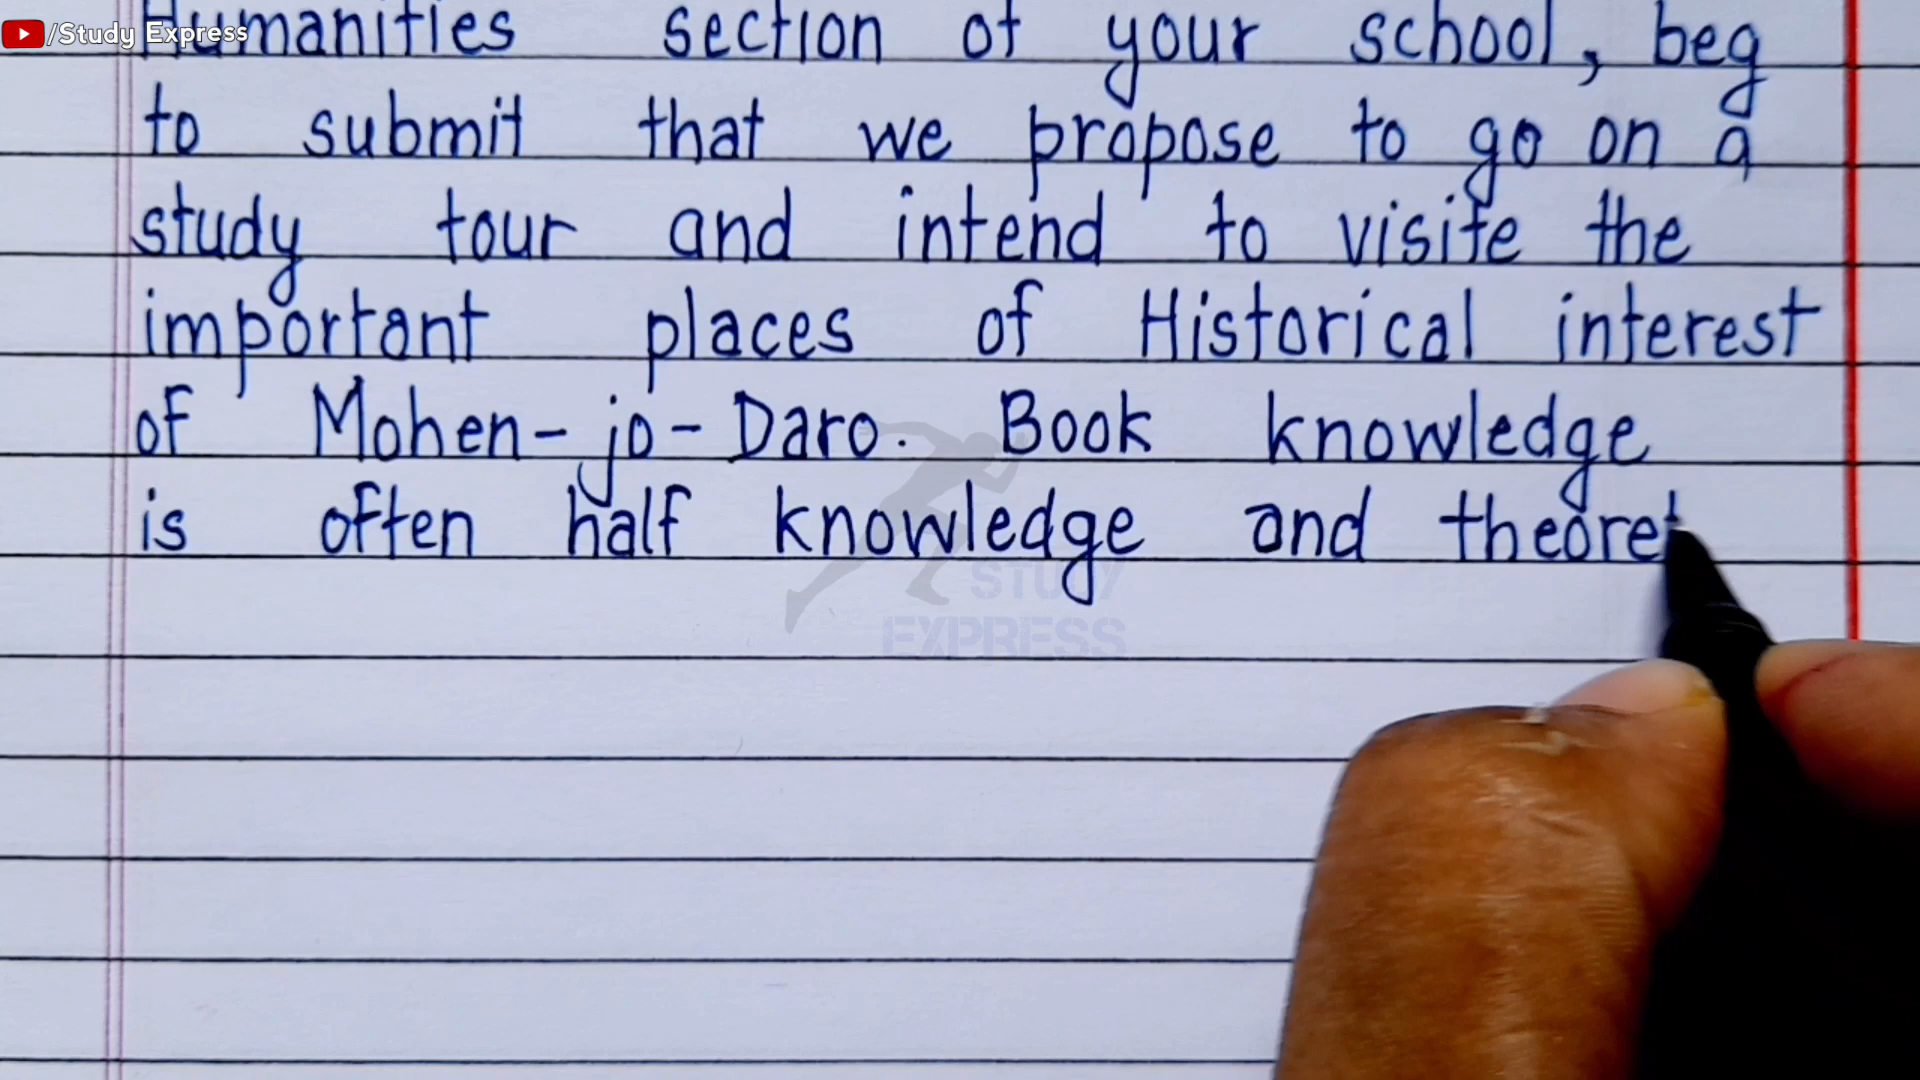 /Study Express
Humanities section of your school, beg
to submit that we propose to go on a
study tour and intend to visite the
important places of Historical interest
of Mohen-jo-Daro. Book knowledge
is often half knowledge and theoret
STUDY
EXPRESS